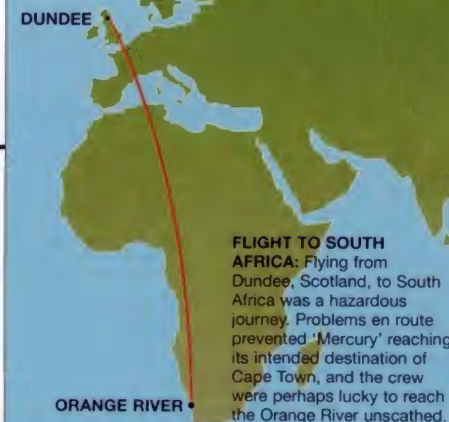 DUNDEE
FLIGHT TO SOUTH
AFRICA: Flying from
Dundee, Scotland, to South
Africa was a hazardous
journey. Problems en route
prevented 'Mercury' reaching
its intended destination of
Cape Town, and the crew
were perhaps lucky to reach
the Orange River unscathed.
ORANGE RIVER